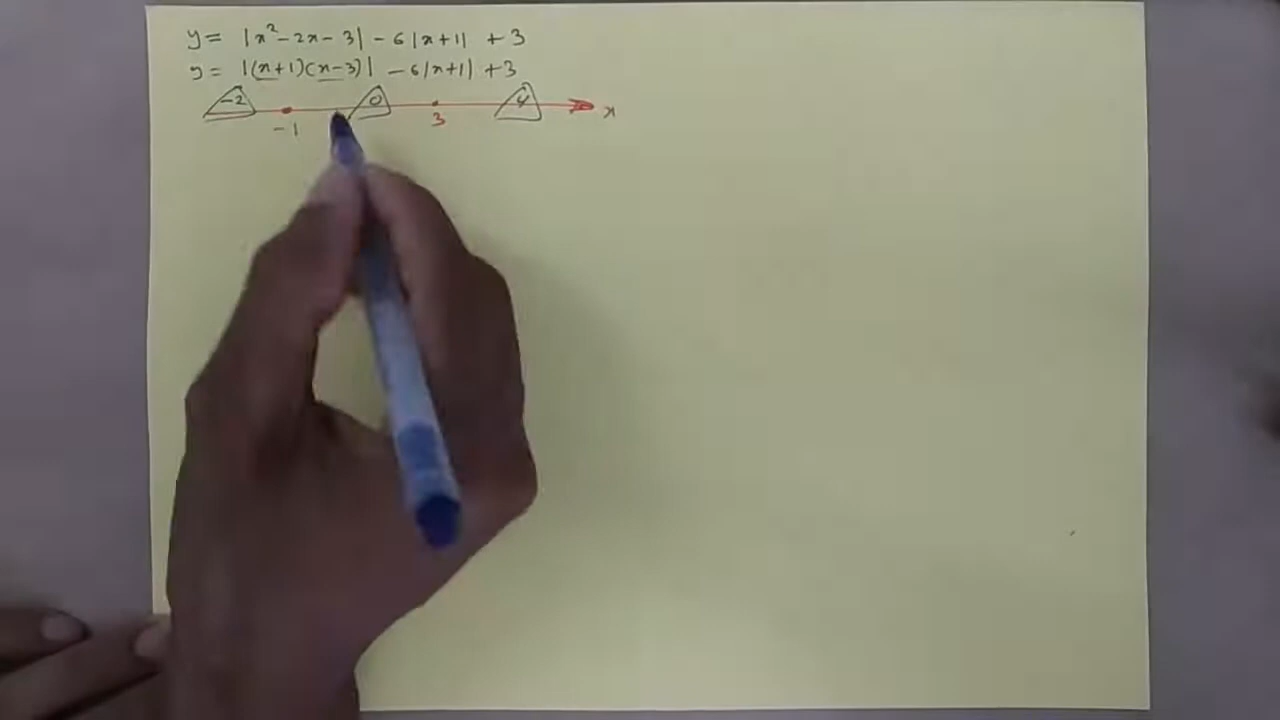 y = |x² - 2x - 3| - 6|x+1| + 3
y = |(x+1)(x-3)| - 6|x+1| + 3
-2 0 4
-1 3 x